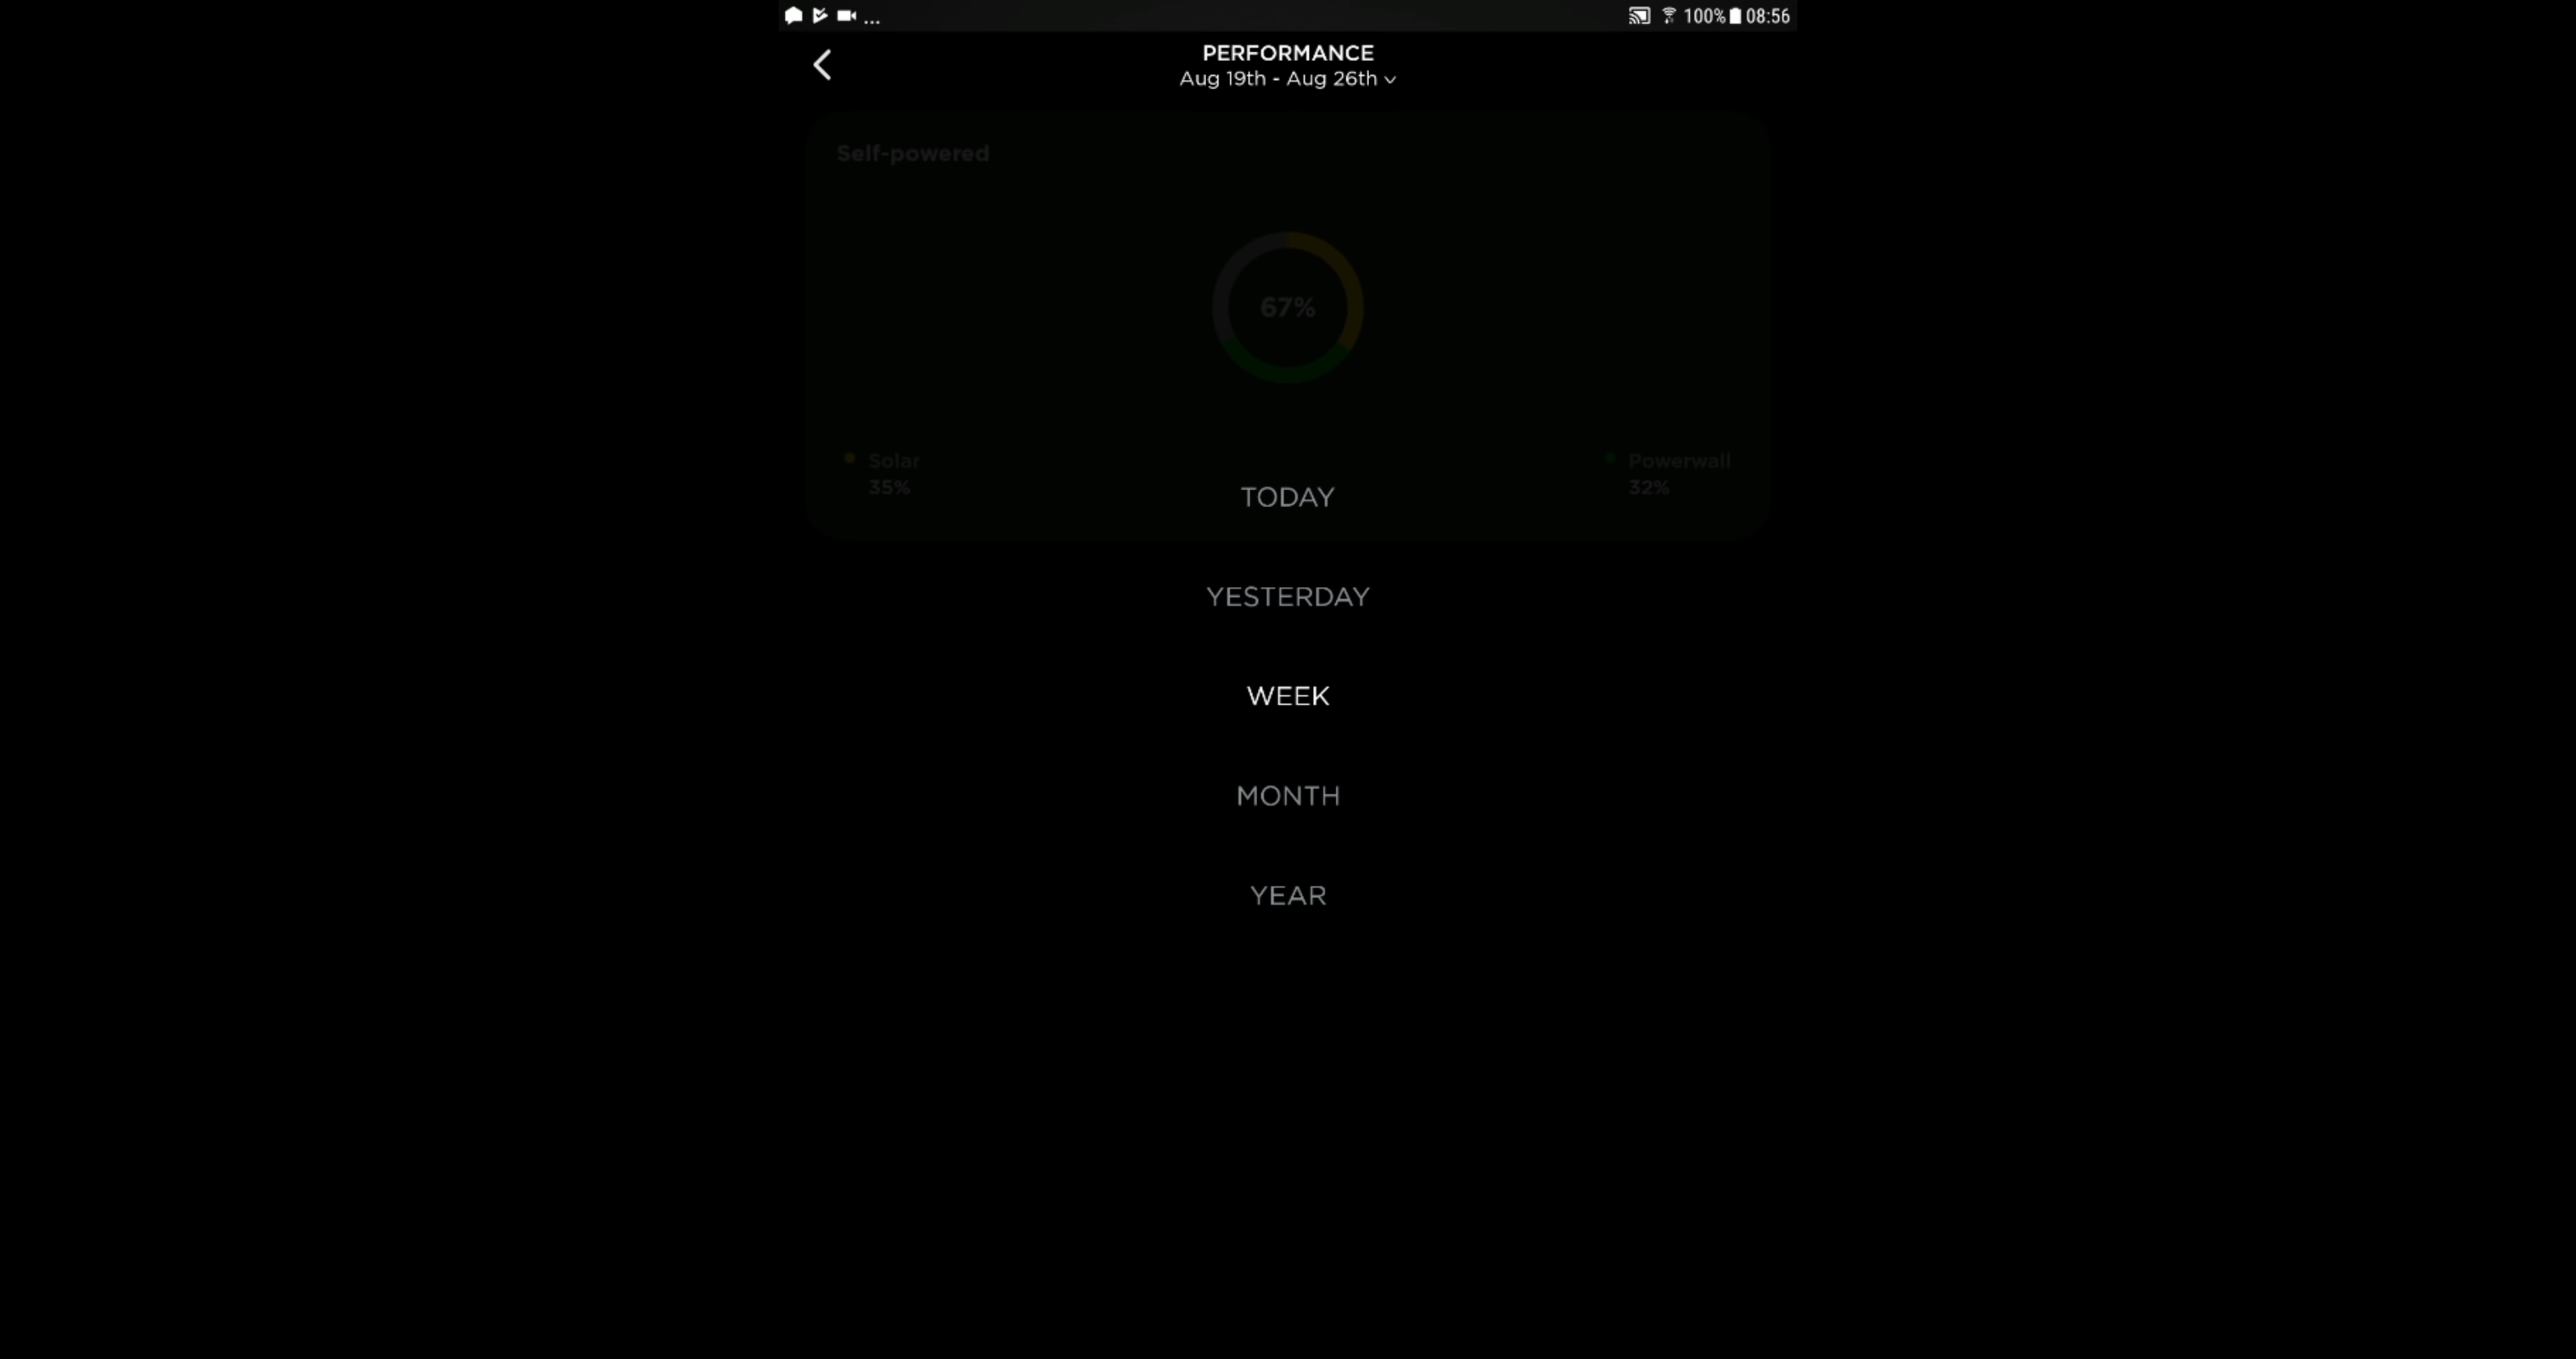 ... 100% 08:56
PERFORMANCE
Aug 19th - Aug 26th
Self-powered
67%
Solar
35%
Powerwall
32%
TODAY
YESTERDAY
WEEK
MONTH
YEAR